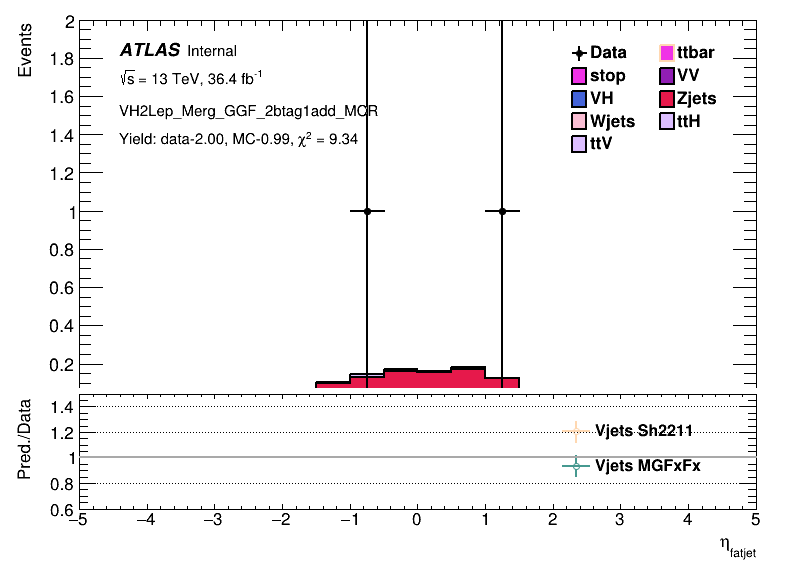 Events
2
1.8
1.6
1.4
1.2
1
0.8
0.6
0.4
0.2
ATLAS Internal
√s = 13 TeV, 36.4 fb⁻¹
VH2Lep_Merg_GGF_2btag1add_MCR
Yield: data-2.00, MC-0.99, χ² = 9.34
Data
ttbar
stop
VV
VH
Zjets
Wjets
ttH
ttV
Pred./Data
1.4
1.2
1
0.8
0.6
Vjets Sh2211
Vjets MGFxFx
−5 −4 −3 −2 −1 0 1 2 3 4 5
η_fatjet